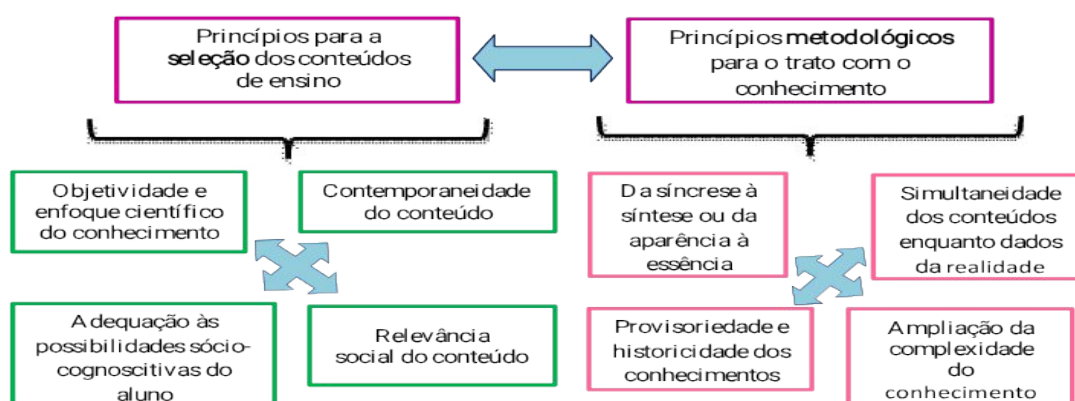 Princípios para a
seleção dos conteúdos
de ensino
Princípios metodológicos
para o trato com o
conhecimento
Objetividade e
enfoque científico
do conhecimento
Contemporaneidade
do conteúdo
Da síncrese à
síntese ou da
aparência à
essência
Simultaneidade
dos conteúdos
enquanto dados
da realidade
Adequação às
possibilidades sócio-
cognoscitivas do
aluno
Relevância
social do conteúdo
Provisoriedade e
historicidade dos
conhecimentos
Ampliação da
complexidade
do
conhecimento